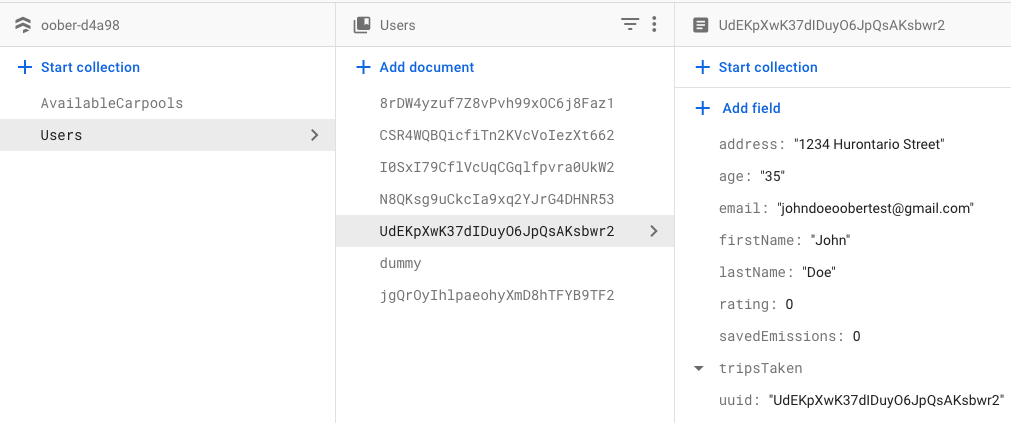 oober-d4a98
Start collection
AvailableCarpools
Users
Users
Add document
8rDW4yzuf7Z8vPvh99xOC6j8Faz1
CSR4WQBQicfiTn2KVcVoIezXt662
I0SxI79CflVcUqCGqlfpvra0UkW2
N8QKsg9uCkcIa9xq2YJrG4DHNR53
UdEKpXwK37dIDuyO6JpQsAKsbwr2
dummy
jgQrOyIhlpaeohyXmD8hTFYB9TF2
UdEKpXwK37dIDuyO6JpQsAKsbwr2
Start collection
Add field
address: "1234 Hurontario Street"
age: "35"
email: "johndoeoobertest@gmail.com"
firstName: "John"
lastName: "Doe"
rating: 0
savedEmissions: 0
tripsTaken
uuid: "UdEKpXwK37dIDuyO6JpQsAKsbwr2"